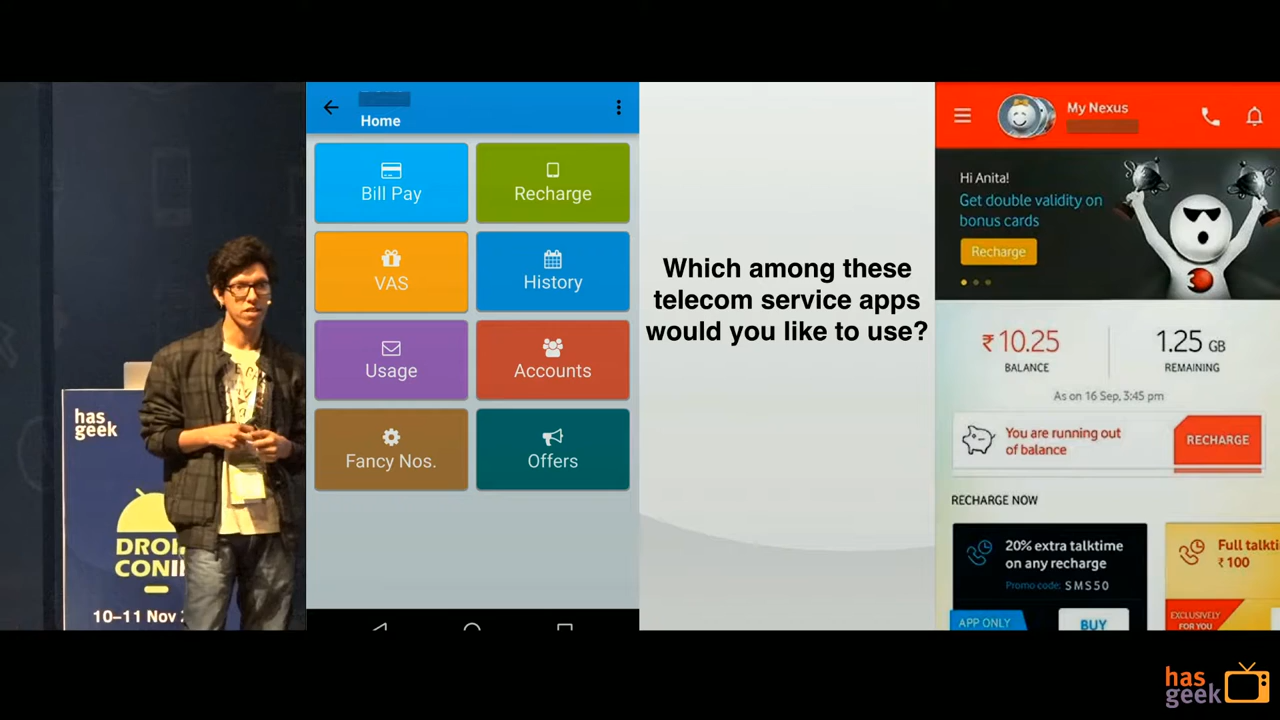 has
geek
DROI
CONI
10–11 Nov 2
Home
Bill Pay
Recharge
VAS
History
Usage
Accounts
Fancy Nos.
Offers
Which among these
telecom service apps
would you like to use?
My Nexus
Hi Anita!
Get double validity on
bonus cards
Recharge
₹10.25
BALANCE
1.25 GB
REMAINING
As on 16 Sep, 3:45 pm
You are running out
of balance
RECHARGE
RECHARGE NOW
20% extra talktime
on any recharge
Promo code: SMS50
APP ONLY
BUY
Full talkti
₹ 100
EXCLUSIVELY
FOR YOU
has
geek